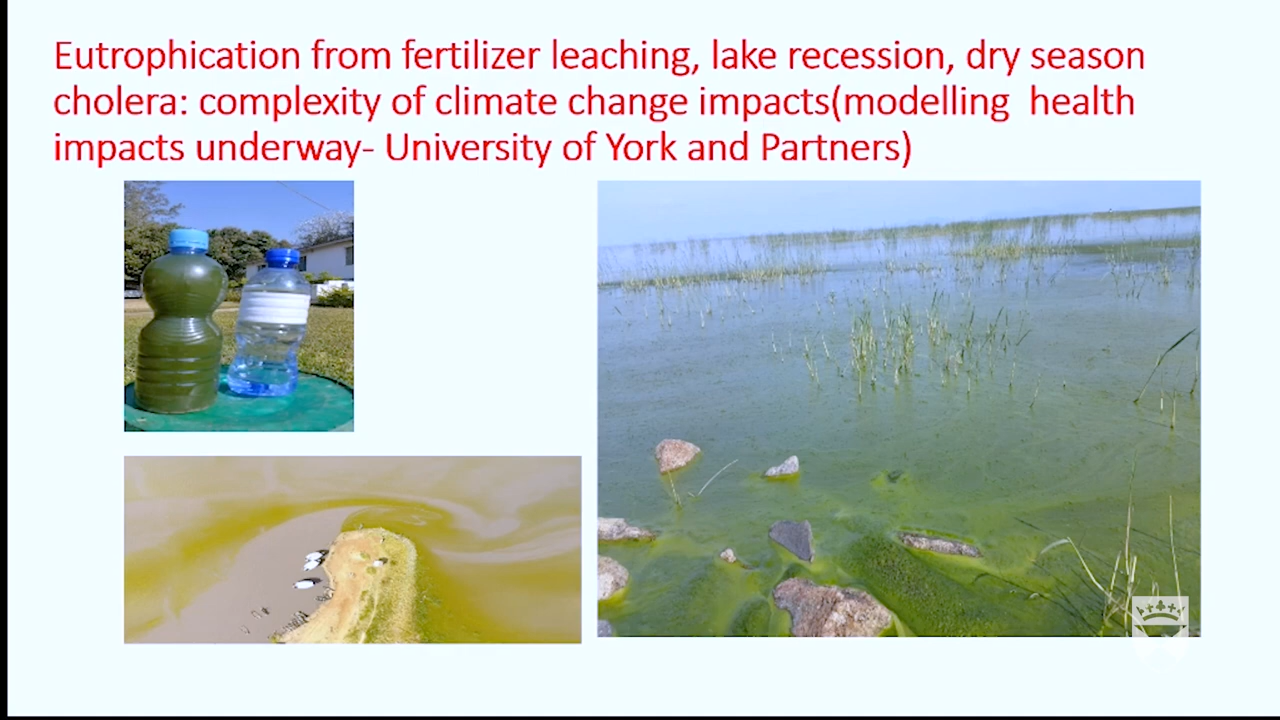 Eutrophication from fertilizer leaching, lake recession, dry season
cholera: complexity of climate change impacts(modelling  health
impacts underway- University of York and Partners)